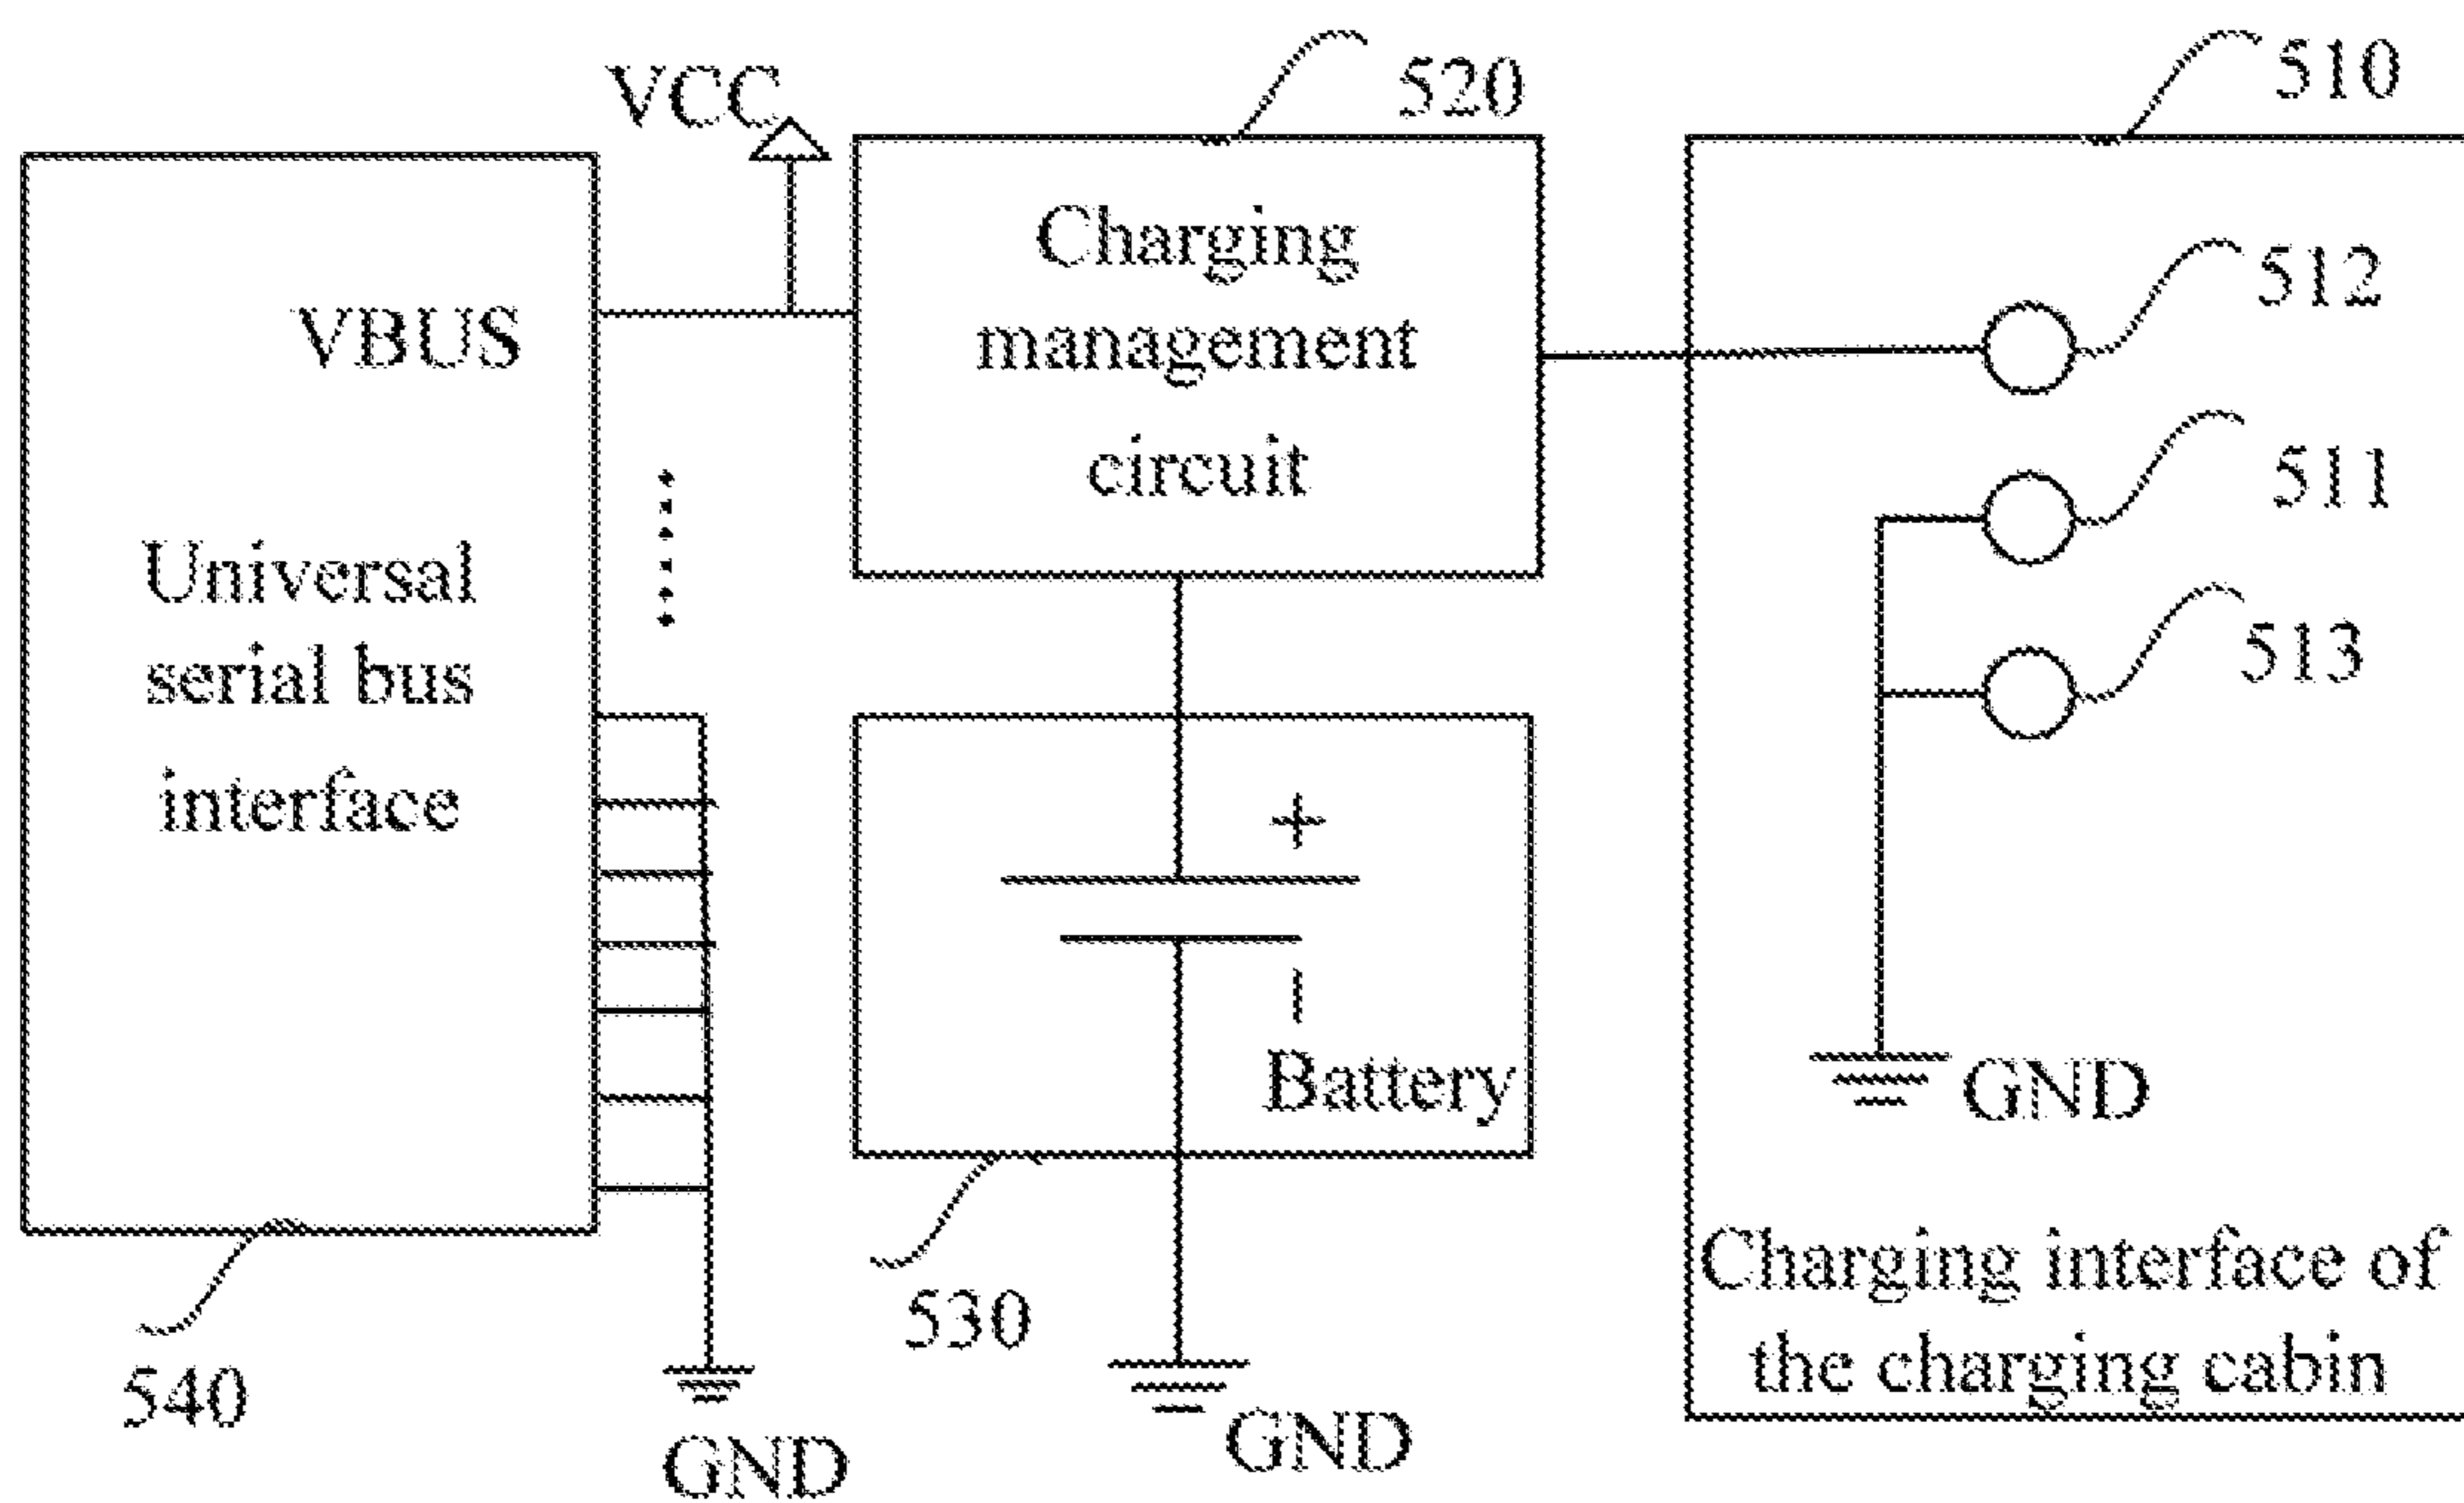 VCC
520
510
Charging
management
circuit
512
VBUS
511
Universal
serial bus
interface
513
+
−
Battery
GND
Charging interface of
the charging cabin
530
540
GND
GND